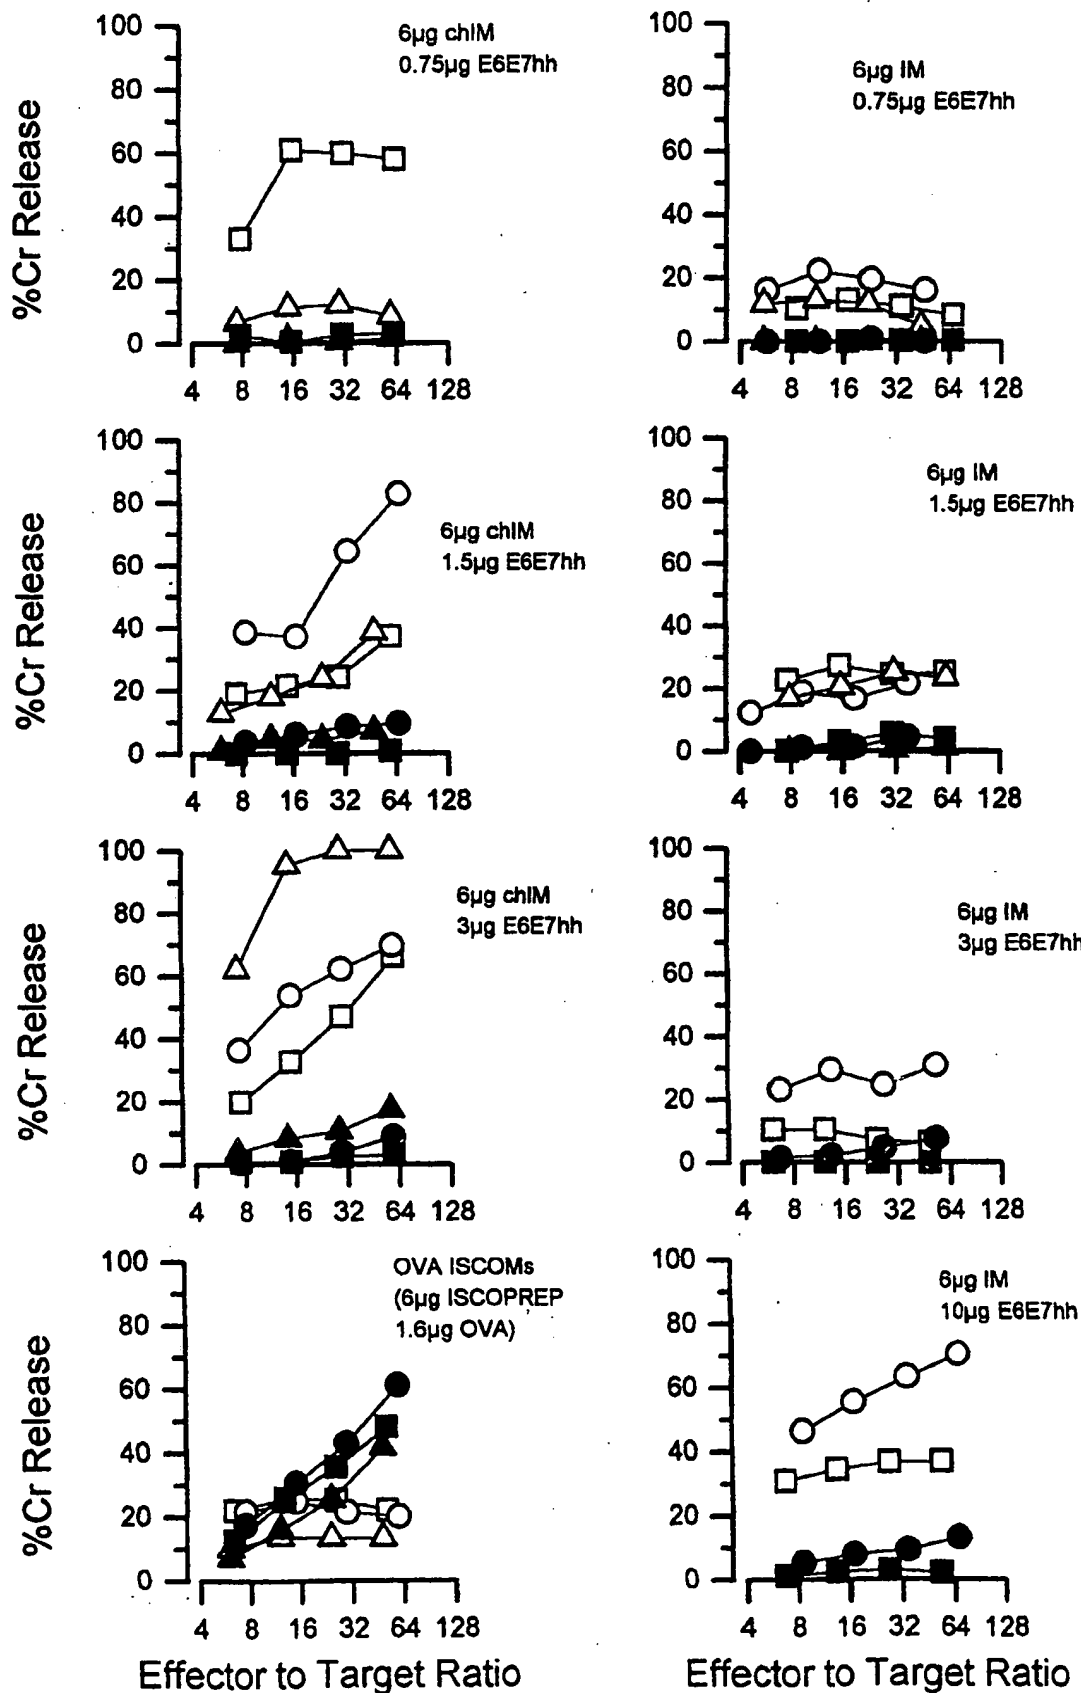 100
80
60
40
20
0
%Cr Release
6µg chIM
0.75µg E6E7hh
4 8 16 32 64 128
100
80
60
40
20
0
6µg IM
0.75µg E6E7hh
4 8 16 32 64 128
100
80
60
40
20
0
%Cr Release
6µg chIM
1.5µg E6E7hh
4 8 16 32 64 128
100
80
60
40
20
0
6µg IM
1.5µg E6E7hh
4 8 16 32 64 128
100
80
60
40
20
0
%Cr Release
6µg chIM
3µg E6E7hh
4 8 16 32 64 128
100
80
60
40
20
0
6µg IM
3µg E6E7hh
4 8 16 32 64 128
100
80
60
40
20
0
%Cr Release
OVA ISCOMs
(6µg ISCOPREP
1.6µg OVA)
4 8 16 32 64 128
Effector to Target Ratio
100
80
60
40
20
0
6µg IM
10µg E6E7hh
4 8 16 32 64 128
Effector to Target Ratio